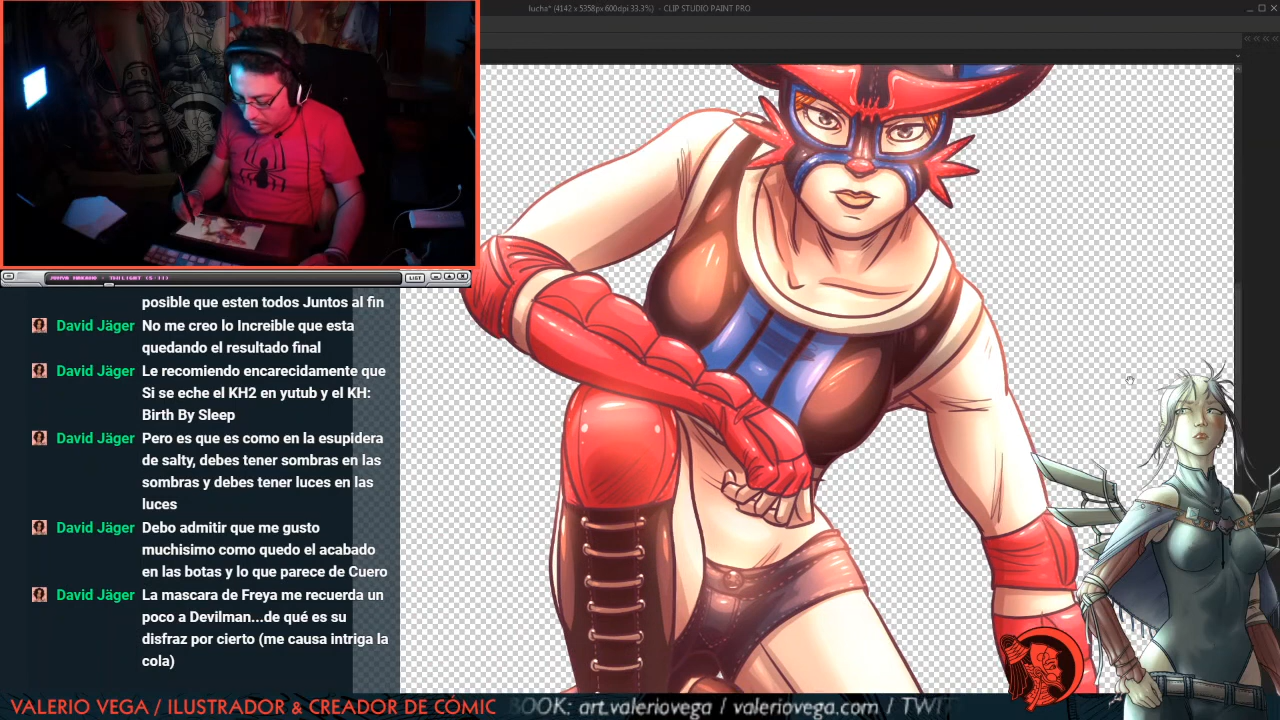 lucha* (4142 x 5358px 600dpi 33.3%) - CLIP STUDIO PAINT PRO
LIST
posible que esten todos Juntos al fin
David Jäger No me creo lo Increible que esta
quedando el resultado final
David Jäger Le recomiendo encarecidamente que
Si se eche el KH2 en yutub y el KH:
Birth By Sleep
David Jäger Pero es que es como en la esupidera
de salty, debes tener sombras en las
sombras y debes tener luces en las
luces
David Jäger Debo admitir que me gusto
muchisimo como quedo el acabado
en las botas y lo que parece de Cuero
David Jäger La mascara de Freya me recuerda un
poco a Devilman...de qué es su
disfraz por cierto (me causa intriga la
cola)
VALERIO VEGA / ILUSTRADOR & CREADOR DE CÓMIC
BOOK: art.valeriovega / valeriovega.com / TWIT